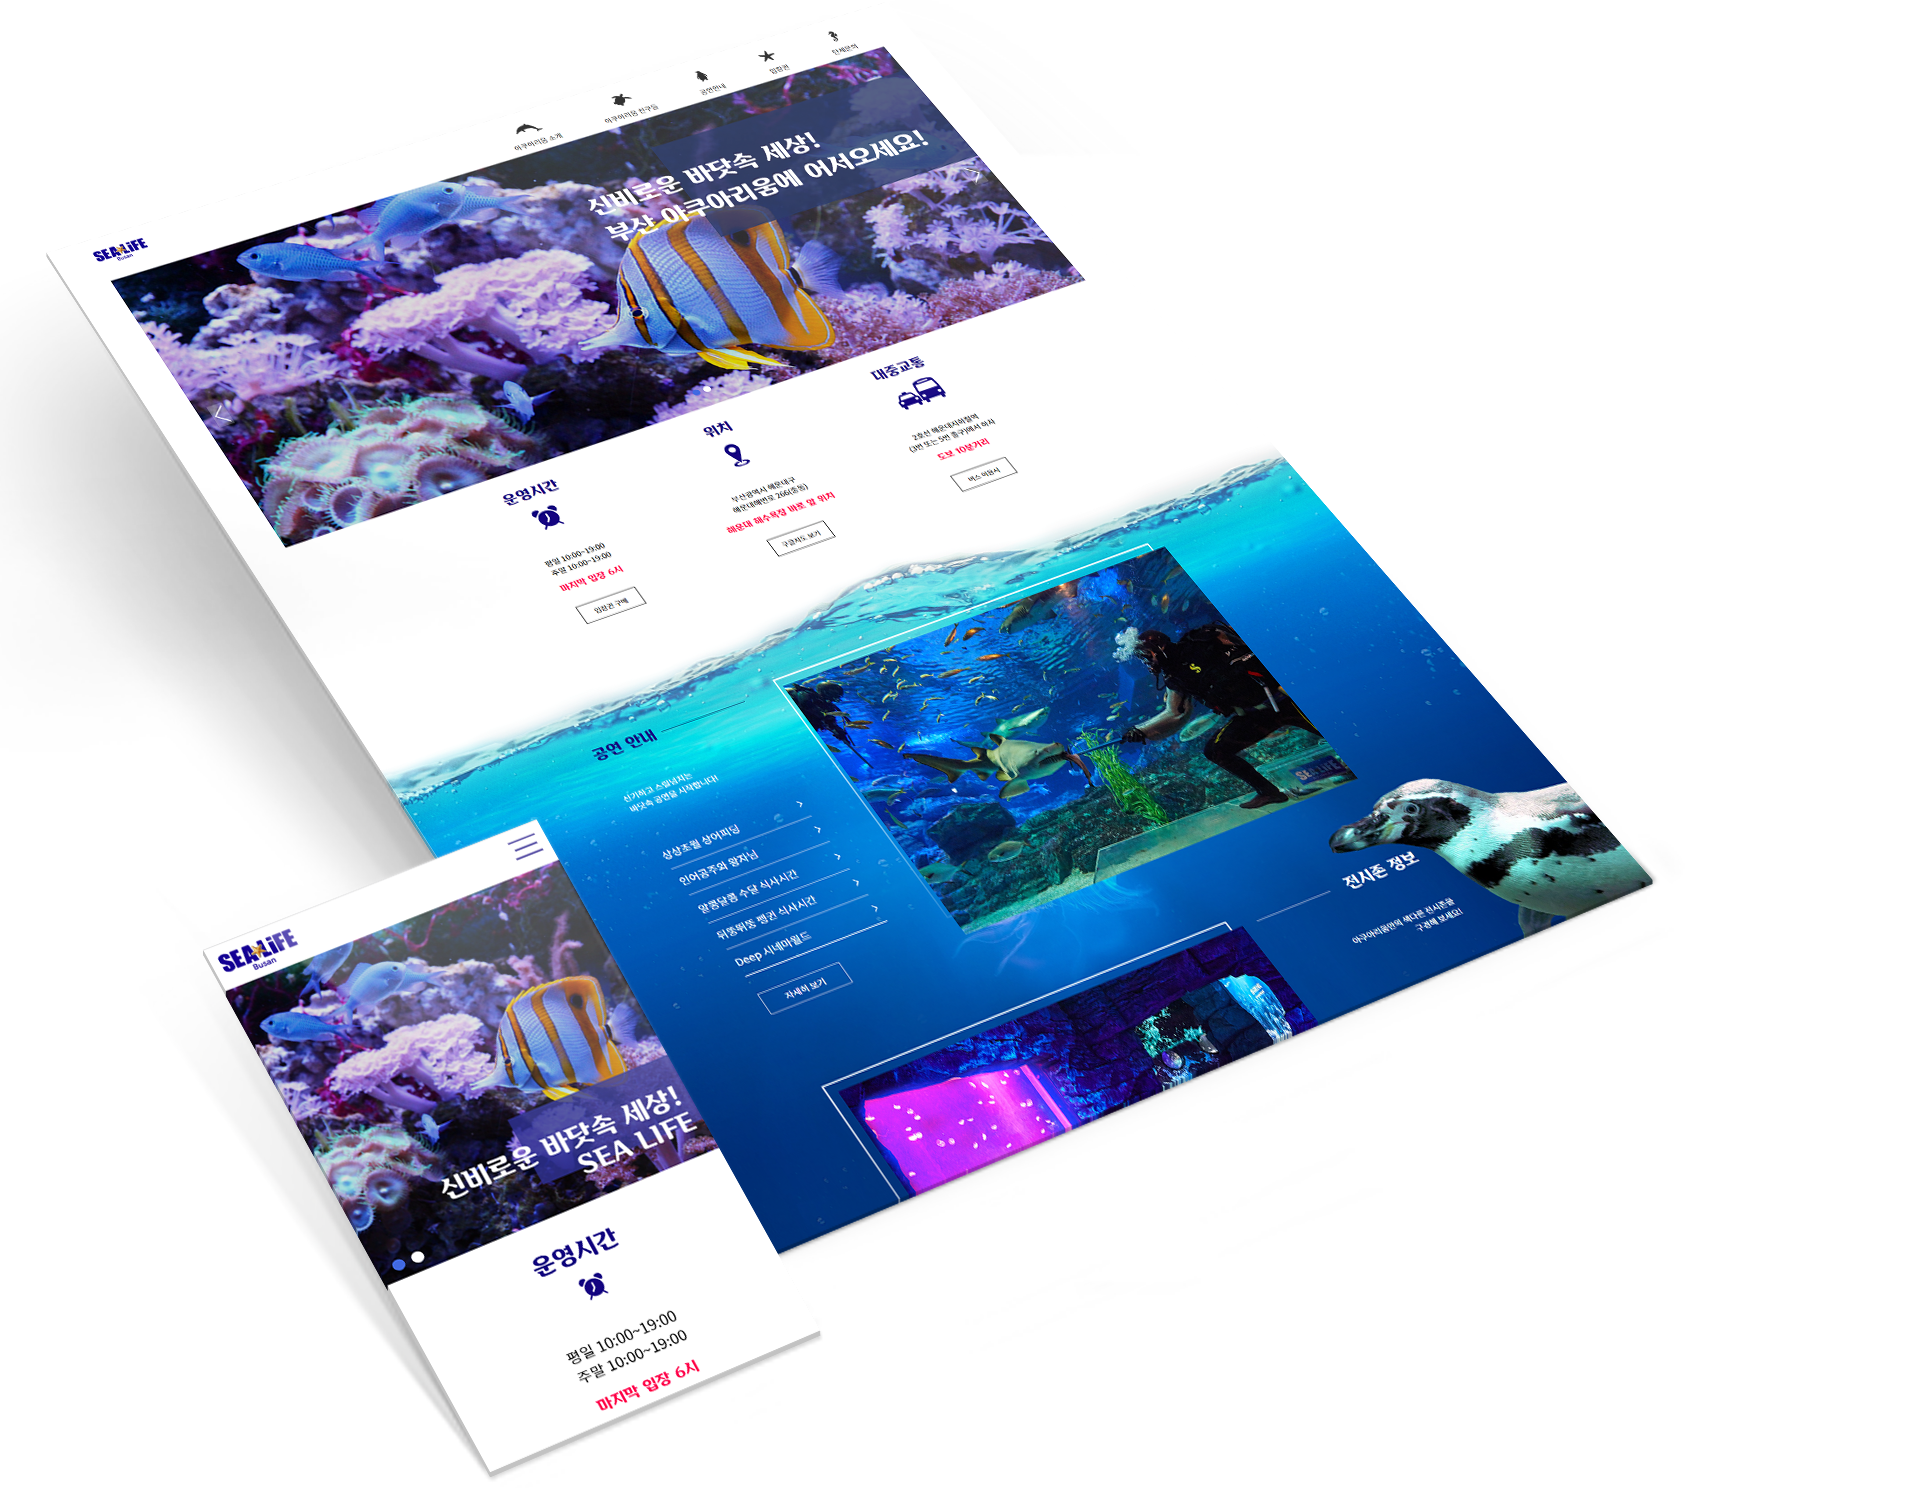 SEA LiFE
Busan
아쿠아리움 소개
아쿠아리움 친구들
공연안내
입장권
단체문의
신비로운 바닷속 세상!
부산 아쿠아리움에 어서오세요!
운영시간
평일 10:00~19:00
주말 10:00~19:00
마지막 입장 6시
입장권 구매
위치
부산광역시 해운대구
해운대해변로 266(중동)
해운대 해수욕장 바로 앞 위치
구글지도 보기
대중교통
2호선 해운대지하철역
(3번 또는 5번 출구)에서 하차
도보 10분거리
버스 이용시
공연 안내
신기하고 스릴넘치는
바닷속 공연을 시작합니다!
상상초월 상어피딩
인어공주와 왕자님
알콩달콩 수달 식사시간
뒤뚱뒤뚱 펭귄 식사시간
Deep 시네마월드
자세히 보기
SEA LIFE
전시존 정보
아쿠아리움만의 색다른 전시존을
구경해 보세요!
SEA LiFE
Busan
신비로운 바닷속 세상!
SEA LIFE
운영시간
평일 10:00~19:00
주말 10:00~19:00
마지막 입장 6시